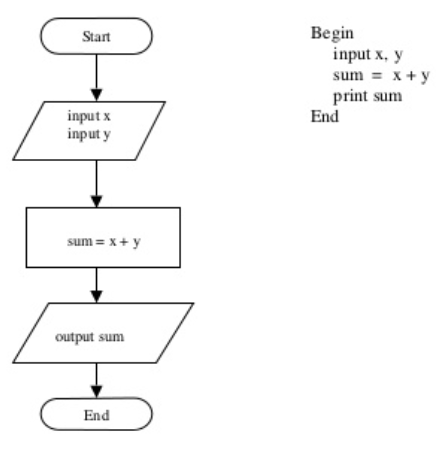 Start
input x
input y
sum = x + y
output sum
End
Begin
input x, y
sum = x + y
print sum
End